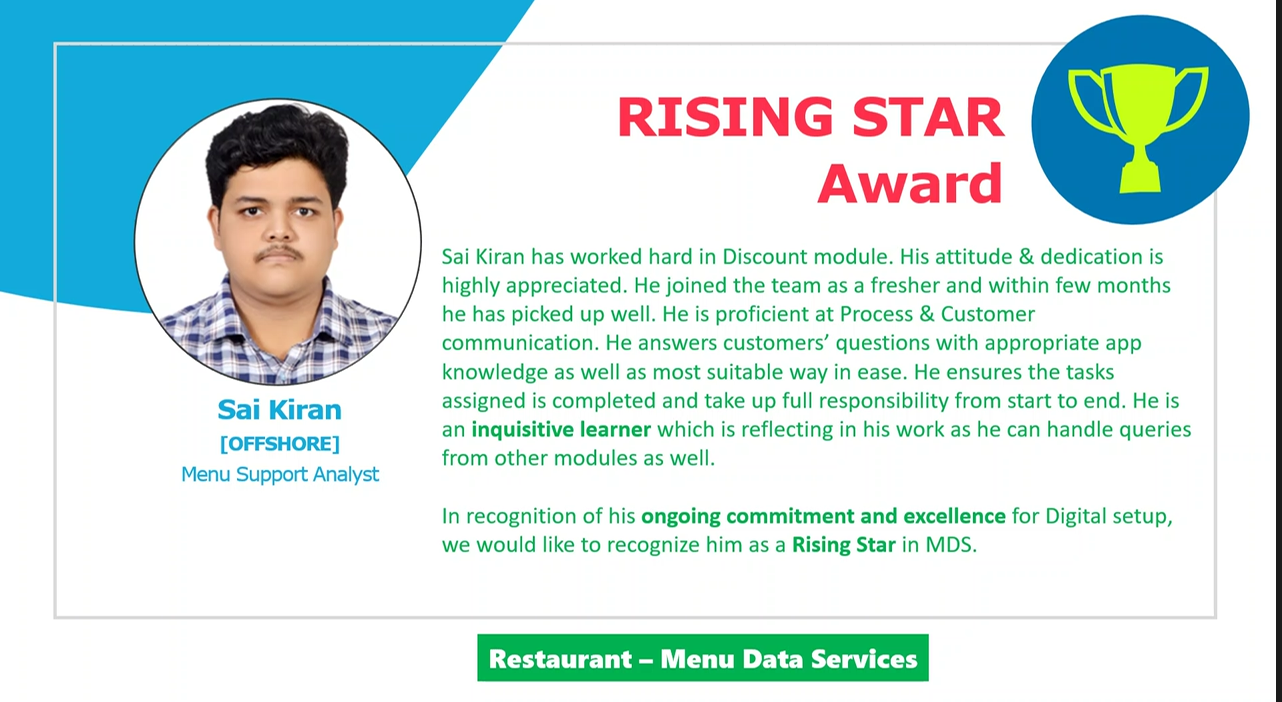 RISING STAR
Award
Sai Kiran has worked hard in Discount module. His attitude & dedication is
highly appreciated. He joined the team as a fresher and within few months
he has picked up well. He is proficient at Process & Customer
communication. He answers customers’ questions with appropriate app
knowledge as well as most suitable way in ease. He ensures the tasks
assigned is completed and take up full responsibility from start to end. He is
an inquisitive learner which is reflecting in his work as he can handle queries
from other modules as well.
In recognition of his ongoing commitment and excellence for Digital setup,
we would like to recognize him as a Rising Star in MDS.
Sai Kiran
[OFFSHORE]
Menu Support Analyst
Restaurant – Menu Data Services